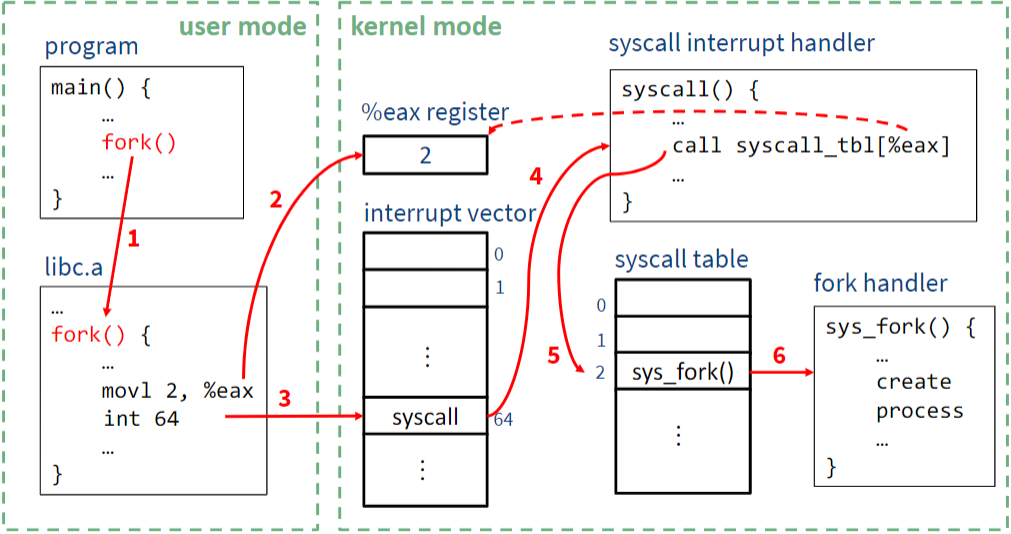 user mode
program
main() {
…
fork()
…
}
1
libc.a
…
fork() {
…
movl 2, %eax
int 64
…
}
2
3
kernel mode
%eax register
2
interrupt vector
0
1
⋮
syscall
64
⋮
4
syscall interrupt handler
syscall() {
…
call syscall_tbl[%eax]
…
}
5
syscall table
0
1
2
sys_fork()
⋮
6
fork handler
sys_fork() {
…
create
process
…
}